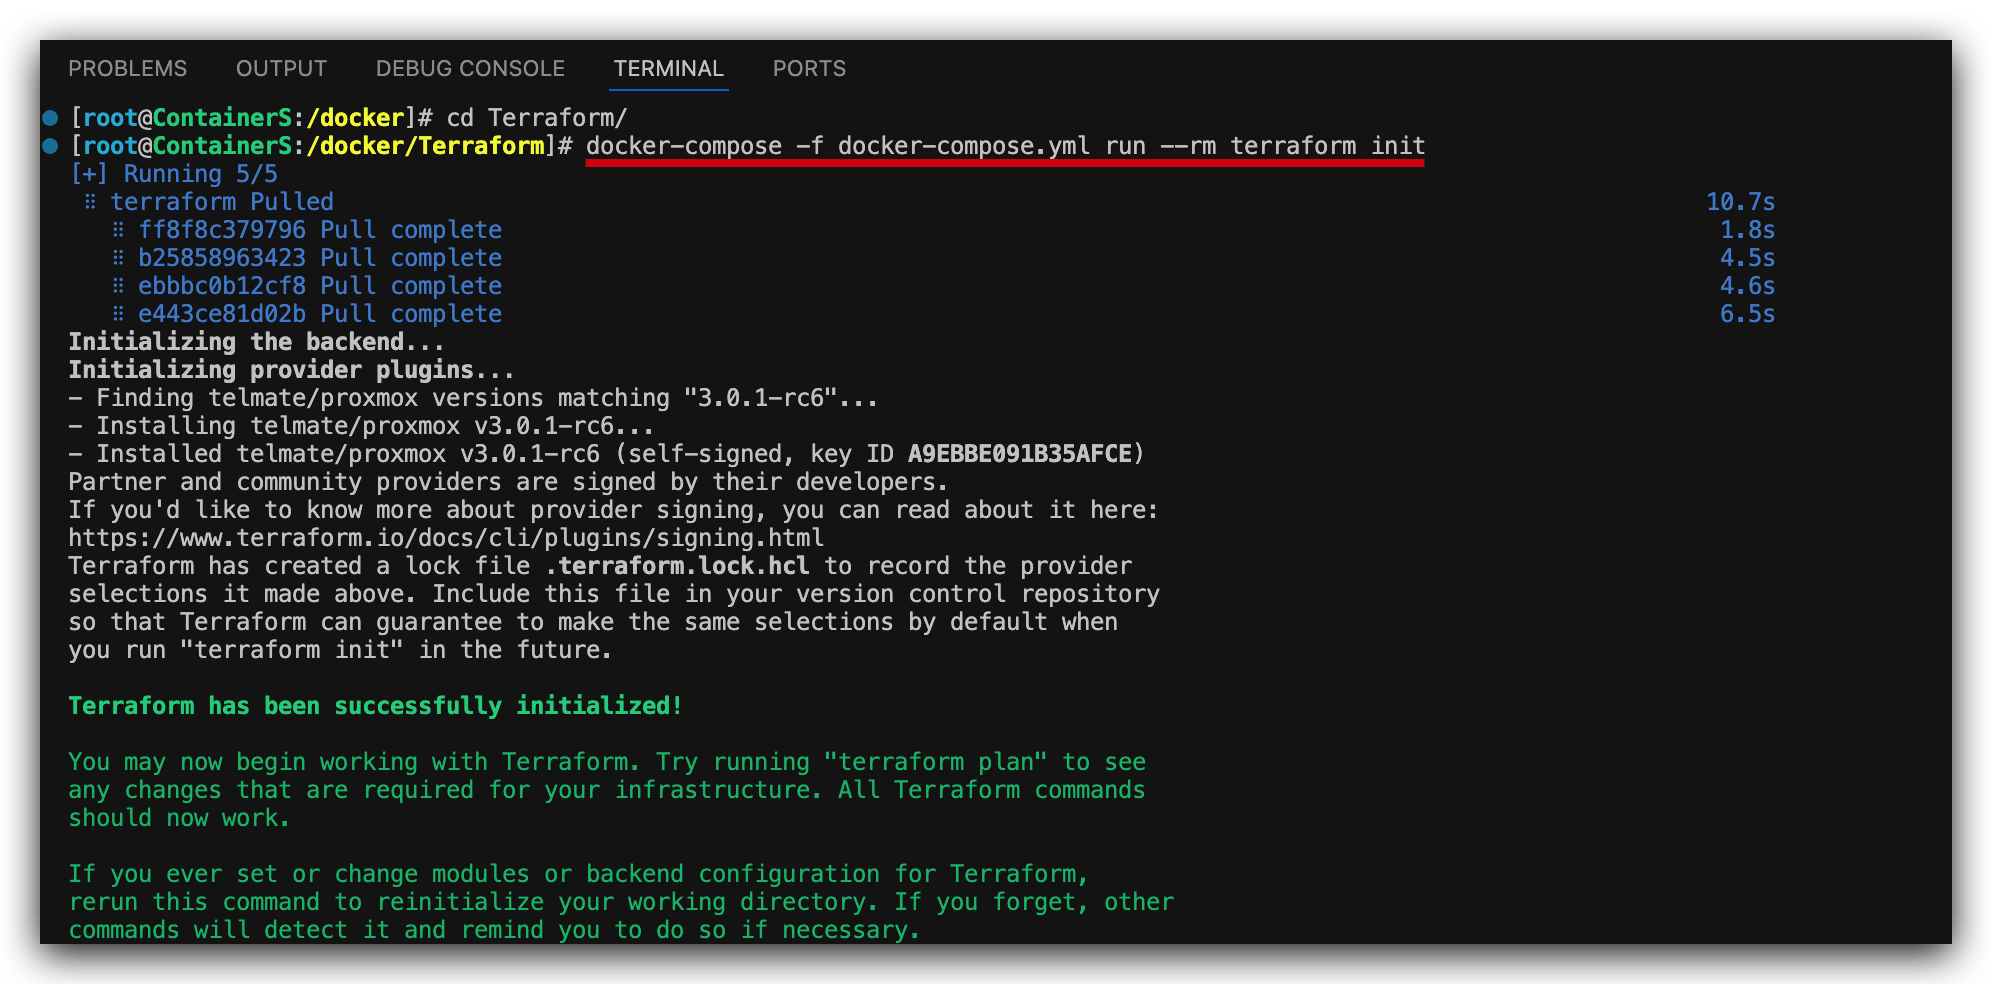 PROBLEMS OUTPUT DEBUG CONSOLE TERMINAL PORTS
[root@ContainerS:/docker]# cd Terraform/
[root@ContainerS:/docker/Terraform]# docker-compose -f docker-compose.yml run --rm terraform init
[+] Running 5/5
⠿ terraform Pulled 10.7s
⠿ ff8f8c379796 Pull complete 1.8s
⠿ b25858963423 Pull complete 4.5s
⠿ ebbbc0b12cf8 Pull complete 4.6s
⠿ e443ce81d02b Pull complete 6.5s
Initializing the backend...
Initializing provider plugins...
- Finding telmate/proxmox versions matching "3.0.1-rc6"...
- Installing telmate/proxmox v3.0.1-rc6...
- Installed telmate/proxmox v3.0.1-rc6 (self-signed, key ID A9EBBE091B35AFCE)
Partner and community providers are signed by their developers.
If you'd like to know more about provider signing, you can read about it here:
https://www.terraform.io/docs/cli/plugins/signing.html
Terraform has created a lock file .terraform.lock.hcl to record the provider
selections it made above. Include this file in your version control repository
so that Terraform can guarantee to make the same selections by default when
you run "terraform init" in the future.
Terraform has been successfully initialized!
You may now begin working with Terraform. Try running "terraform plan" to see
any changes that are required for your infrastructure. All Terraform commands
should now work.
If you ever set or change modules or backend configuration for Terraform,
rerun this command to reinitialize your working directory. If you forget, other
commands will detect it and remind you to do so if necessary.